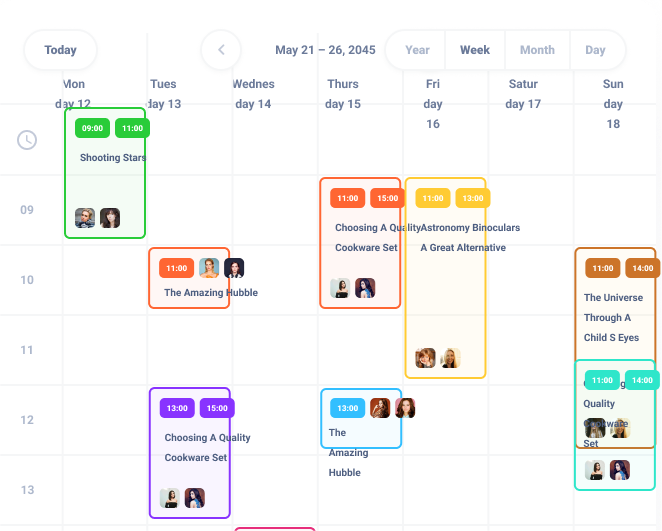 Today
May 21 – 26, 2045
Year
Week
Month
Day
Mon
day 12
Tues
day 13
Wednes
day 14
Thurs
day 15
Fri
day
16
Satur
day 17
Sun
day
18
09:00 11:00
Shooting Stars
09
11:00 15:00
Choosing A Quality
Cookware Set
11:00 13:00
Astronomy Binoculars
A Great Alternative
10
11:00
The Amazing Hubble
11:00 14:00
The Universe
Through A
Child S Eyes
11
11:00 14:00
Quality
Cookware
Set
12
13:00 15:00
Choosing A Quality
Cookware Set
13:00
The
Amazing
Hubble
13